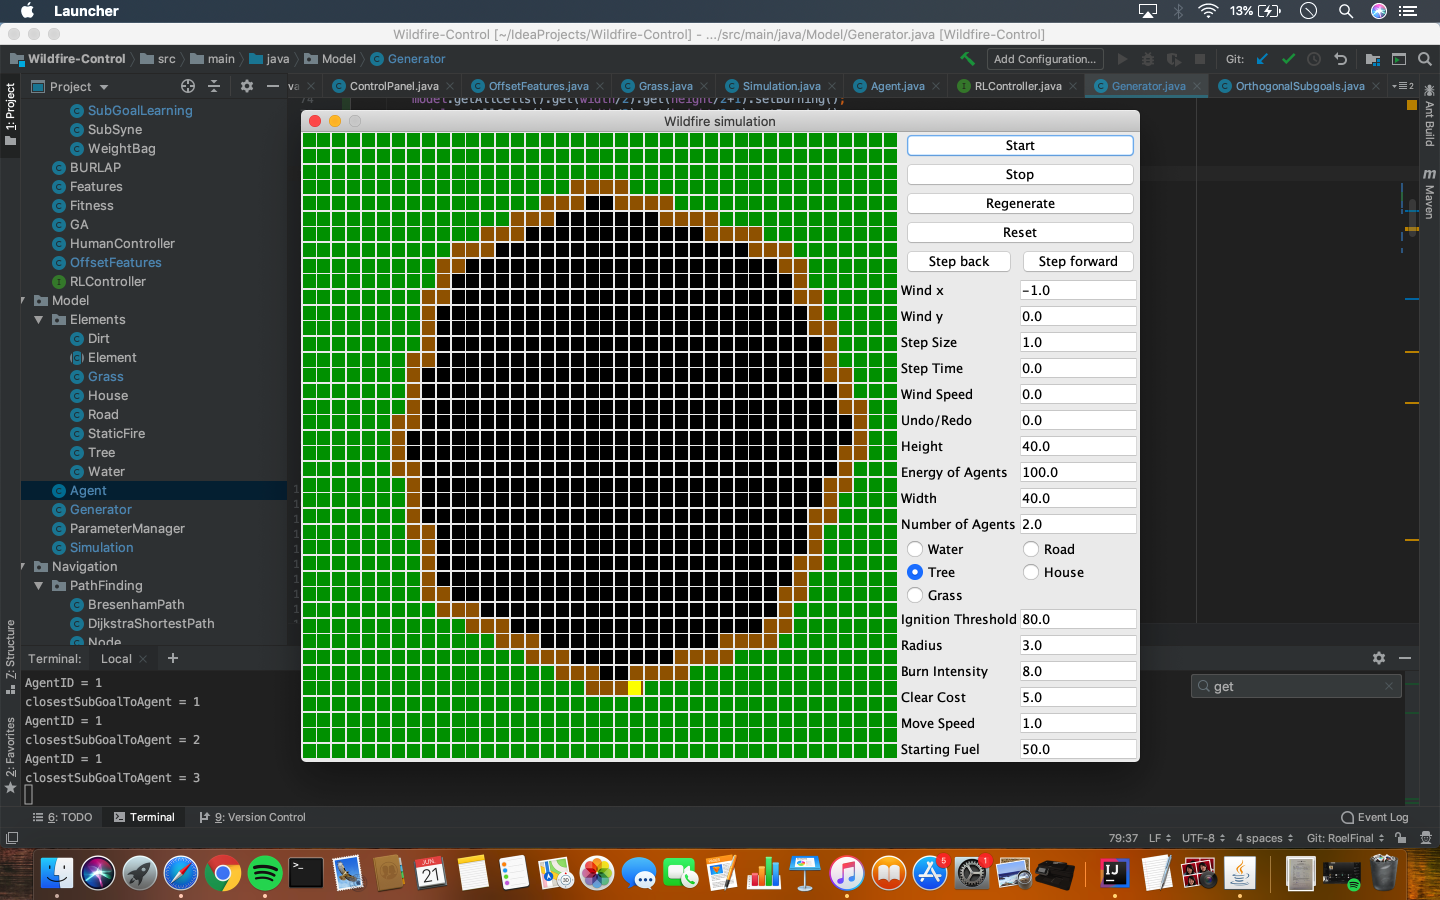 Launcher
13%
Wildfire-Control [~/IdeaProjects/Wildfire-Control] - .../src/main/java/Model/Generator.java [Wildfire-Control]
Wildfire-Control
src
main
java
Model
Generator
Add Configuration...
Git:
Project
ControlPanel.java
OffsetFeatures.java
Grass.java
Simulation.java
Agent.java
RLController.java
Generator.java
OrthogonalSubgoals.java
1: Project
Z: Structure
2: Favorites
Ant Build
Maven
SubGoalLearning
SubSyne
WeightBag
BURLAP
Features
Fitness
GA
HumanController
OffsetFeatures
RLController
Model
Elements
Dirt
Element
Grass
House
Road
StaticFire
Tree
Water
Agent
Generator
ParameterManager
Simulation
Navigation
PathFinding
BresenhamPath
DijkstraShortestPath
Node
Wildfire simulation
Start
Stop
Regenerate
Reset
Step back
Step forward
Wind x
-1.0
Wind y
0.0
Step Size
1.0
Step Time
0.0
Wind Speed
0.0
Undo/Redo
0.0
Height
40.0
Energy of Agents
100.0
Width
40.0
Number of Agents
2.0
Water
Road
Tree
House
Grass
Ignition Threshold
80.0
Radius
3.0
Burn Intensity
8.0
Clear Cost
5.0
Move Speed
1.0
Starting Fuel
50.0
Terminal:
Local
AgentID = 1
closestSubGoalToAgent = 1
AgentID = 1
closestSubGoalToAgent = 2
AgentID = 1
closestSubGoalToAgent = 3
get
6: TODO
Terminal
9: Version Control
Event Log
79:37
LF
UTF-8
4 spaces
Git: RoelFinal
JUN
21
5
1